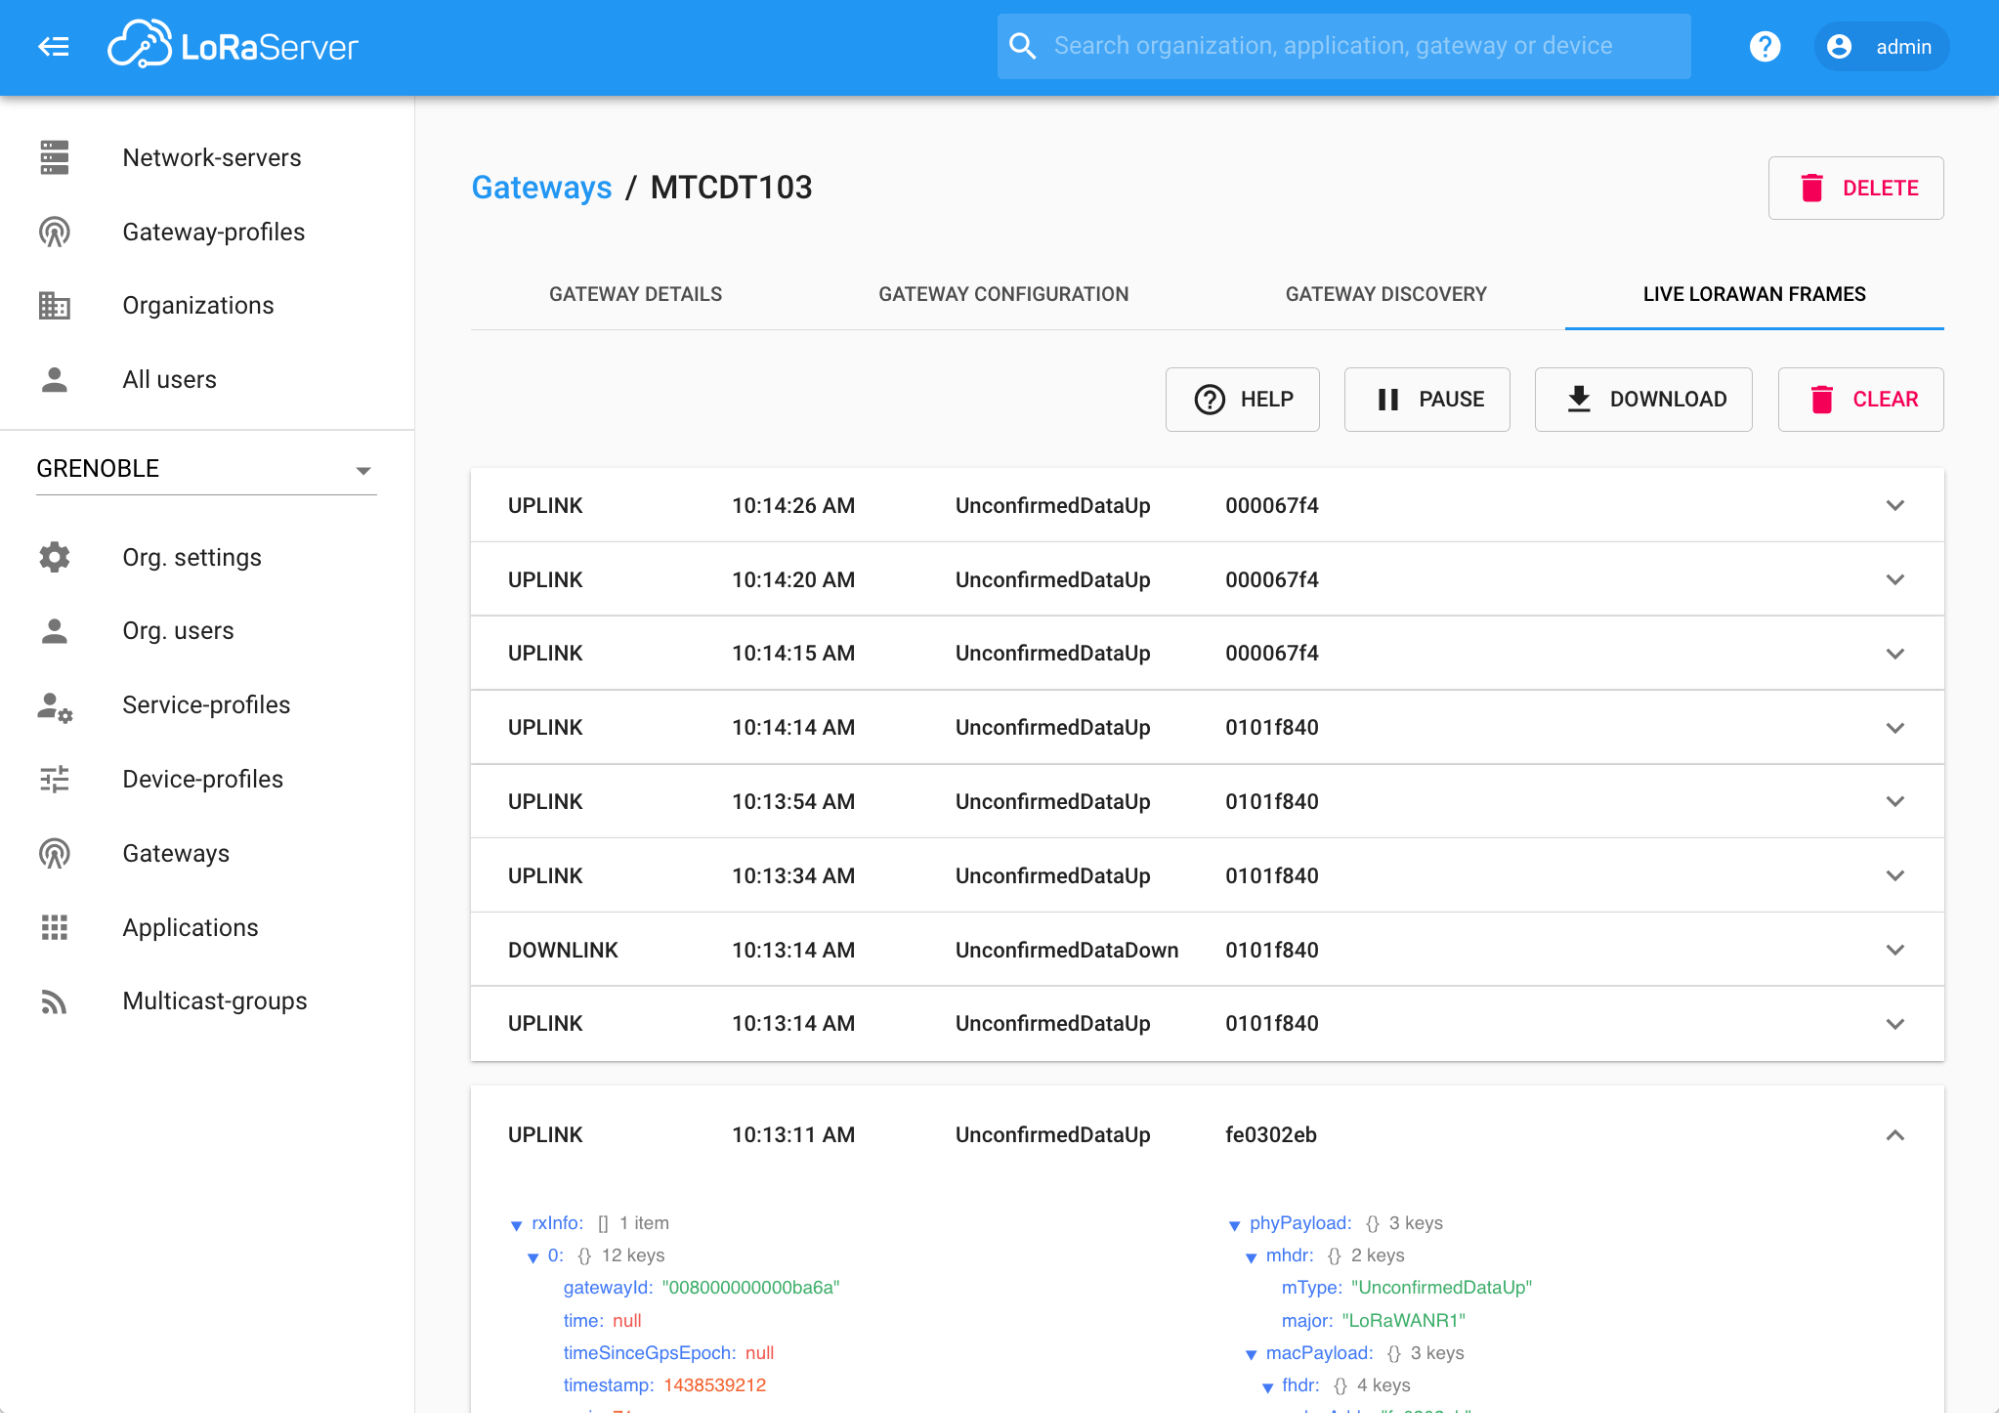 LoRaServer
Search organization, application, gateway or device
admin
Network-servers
Gateway-profiles
Organizations
All users
GRENOBLE
Org. settings
Org. users
Service-profiles
Device-profiles
Gateways
Applications
Multicast-groups
Gateways / MTCDT103
DELETE
GATEWAY DETAILS GATEWAY CONFIGURATION GATEWAY DISCOVERY LIVE LORAWAN FRAMES
HELP PAUSE DOWNLOAD CLEAR
UPLINK 10:14:26 AM UnconfirmedDataUp 000067f4
UPLINK 10:14:20 AM UnconfirmedDataUp 000067f4
UPLINK 10:14:15 AM UnconfirmedDataUp 000067f4
UPLINK 10:14:14 AM UnconfirmedDataUp 0101f840
UPLINK 10:13:54 AM UnconfirmedDataUp 0101f840
UPLINK 10:13:34 AM UnconfirmedDataUp 0101f840
DOWNLINK 10:13:14 AM UnconfirmedDataDown 0101f840
UPLINK 10:13:14 AM UnconfirmedDataUp 0101f840
UPLINK 10:13:11 AM UnconfirmedDataUp fe0302eb
rxInfo: [] 1 item
0: {} 12 keys
gatewayId: "008000000000ba6a"
time: null
timeSinceGpsEpoch: null
timestamp: 1438539212
phyPayload: {} 3 keys
mhdr: {} 2 keys
mType: "UnconfirmedDataUp"
major: "LoRaWANR1"
macPayload: {} 3 keys
fhdr: {} 4 keys